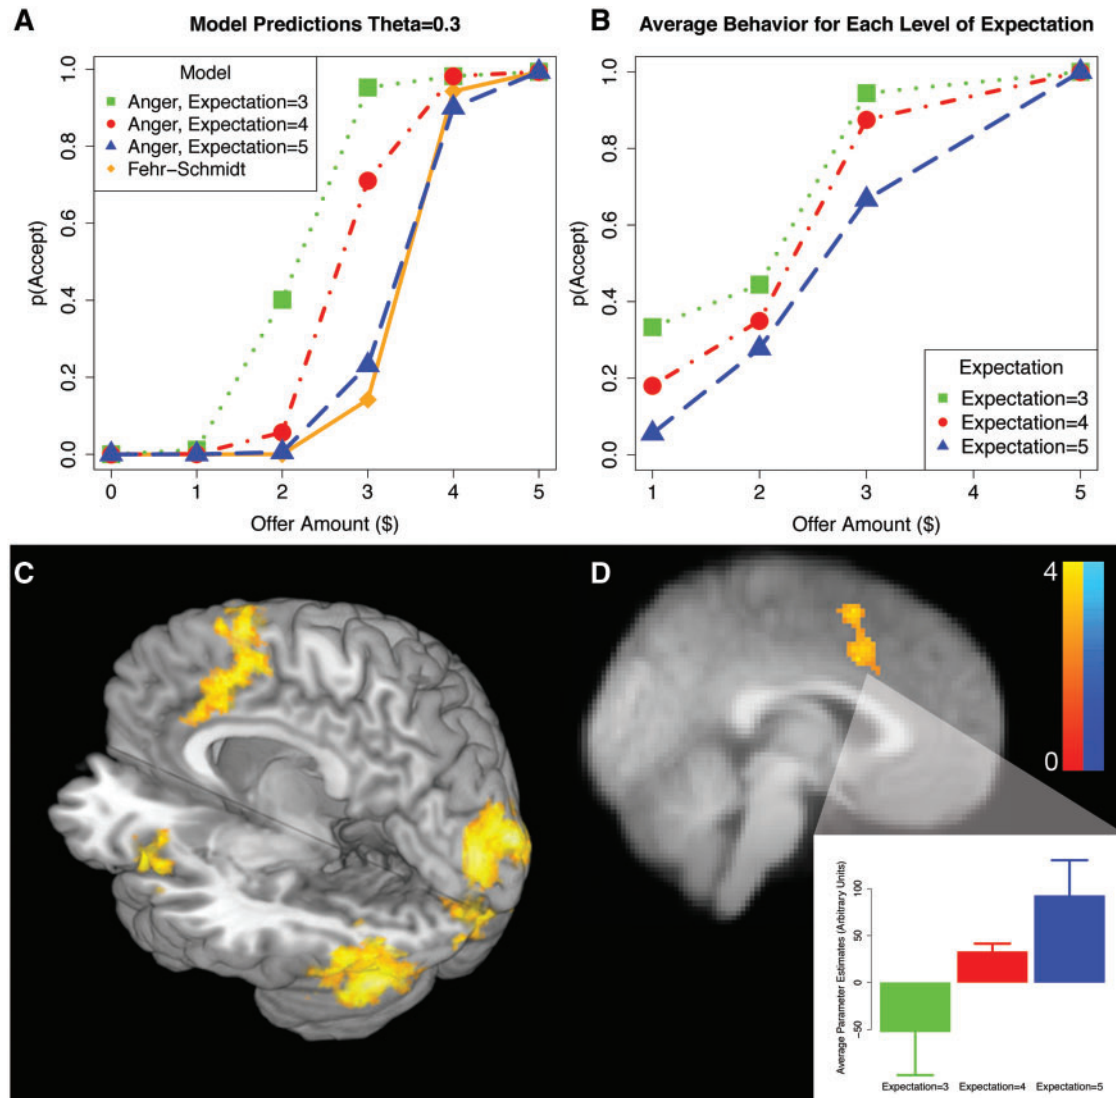 A
Model Predictions Theta=0.3
p(Accept)
1.0
0.8
0.6
0.4
0.2
0.0
Model
Anger, Expectation=3
Anger, Expectation=4
Anger, Expectation=5
Fehr−Schmidt
0 1 2 3 4 5
Offer Amount ($)
B
Average Behavior for Each Level of Expectation
p(Accept)
1.0
0.8
0.6
0.4
0.2
0.0
Expectation
Expectation=3
Expectation=4
Expectation=5
1 2 3 4 5
Offer Amount ($)
C
D
4
0
Average Parameter Estimates (Arbitrary Units)
100
50
0
−50
Expectation=3 Expectation=4 Expectation=5